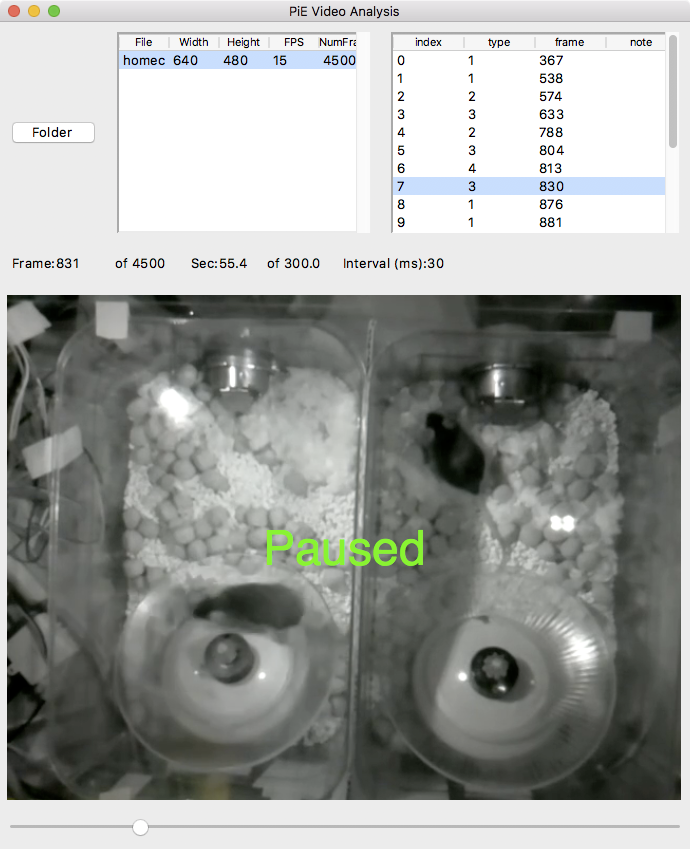 PiE Video Analysis
File Width Height FPS NumFra
homec 640 480 15 4500
Folder
index type frame note
0 1 367
1 1 538
2 2 574
3 3 633
4 2 788
5 3 804
6 4 813
7 3 830
8 1 876
9 1 881
Frame:831 of 4500 Sec:55.4 of 300.0 Interval (ms):30
Paused